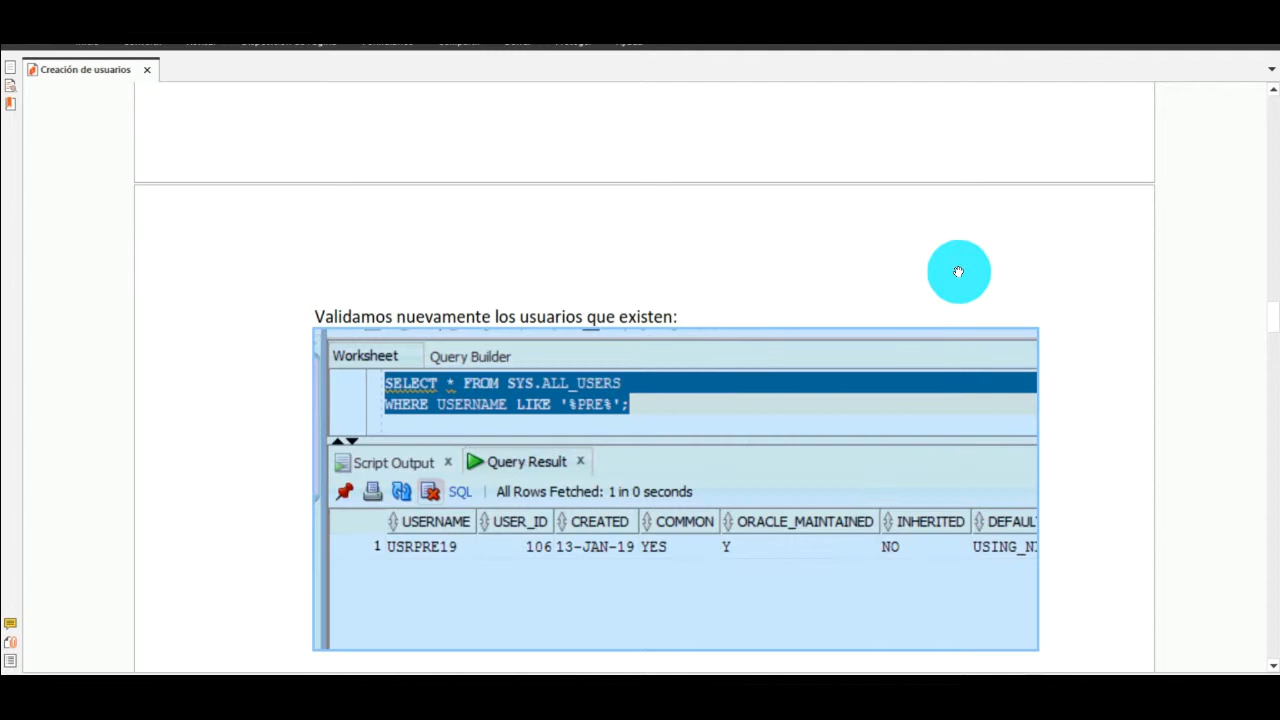 Creación de usuarios
Validamos nuevamente los usuarios que existen:
Worksheet Query Builder
SELECT * FROM SYS.ALL_USERS
WHERE USERNAME LIKE '%PRE%';
Script Output x Query Result x
SQL | All Rows Fetched: 1 in 0 seconds
USERNAME USER_ID CREATED COMMON ORACLE_MAINTAINED INHERITED DEFAUL
1 USRPRE19 106 13-JAN-19 YES Y NO USING_N